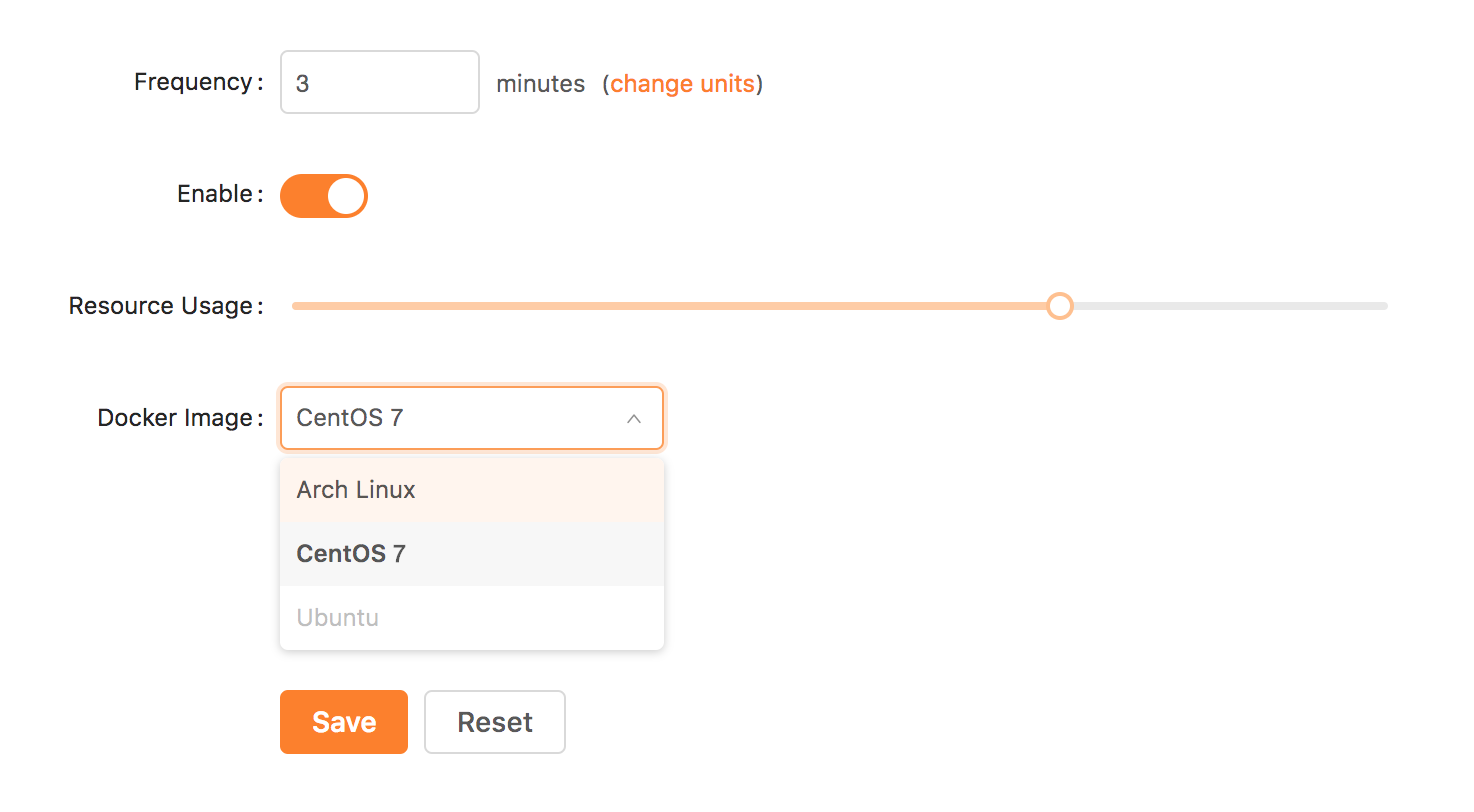 Frequency: 3 minutes (change units)
Enable:
Resource Usage:
Docker Image: CentOS 7
Arch Linux
CentOS 7
Ubuntu
Save Reset